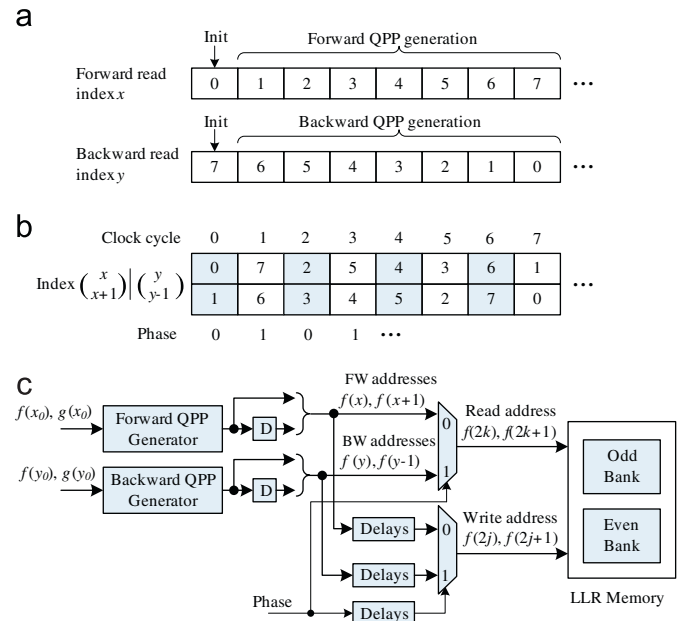 a
Init
Forward QPP generation
Forward read
index x
0 1 2 3 4 5 6 7 ...
Init
Backward QPP generation
Backward read
index y
7 6 5 4 3 2 1 0 ...
b
Clock cycle 0 1 2 3 4 5 6 7
Index (x x+1)|(y y-1)
0 7 2 5 4 3 6 1
1 6 3 4 5 2 7 0
...
Phase 0 1 0 1 ...
c
f(x0), g(x0)
Forward QPP
Generator
D
FW addresses
f(x), f(x+1)
f(y0), g(y0)
Backward QPP
Generator
D
BW addresses
f(y), f(y-1)
0
1
Read address
f(2k), f(2k+1)
Odd
Bank
Even
Bank
LLR Memory
Delays
Delays
0
1
Write address
f(2j), f(2j+1)
Phase
Delays